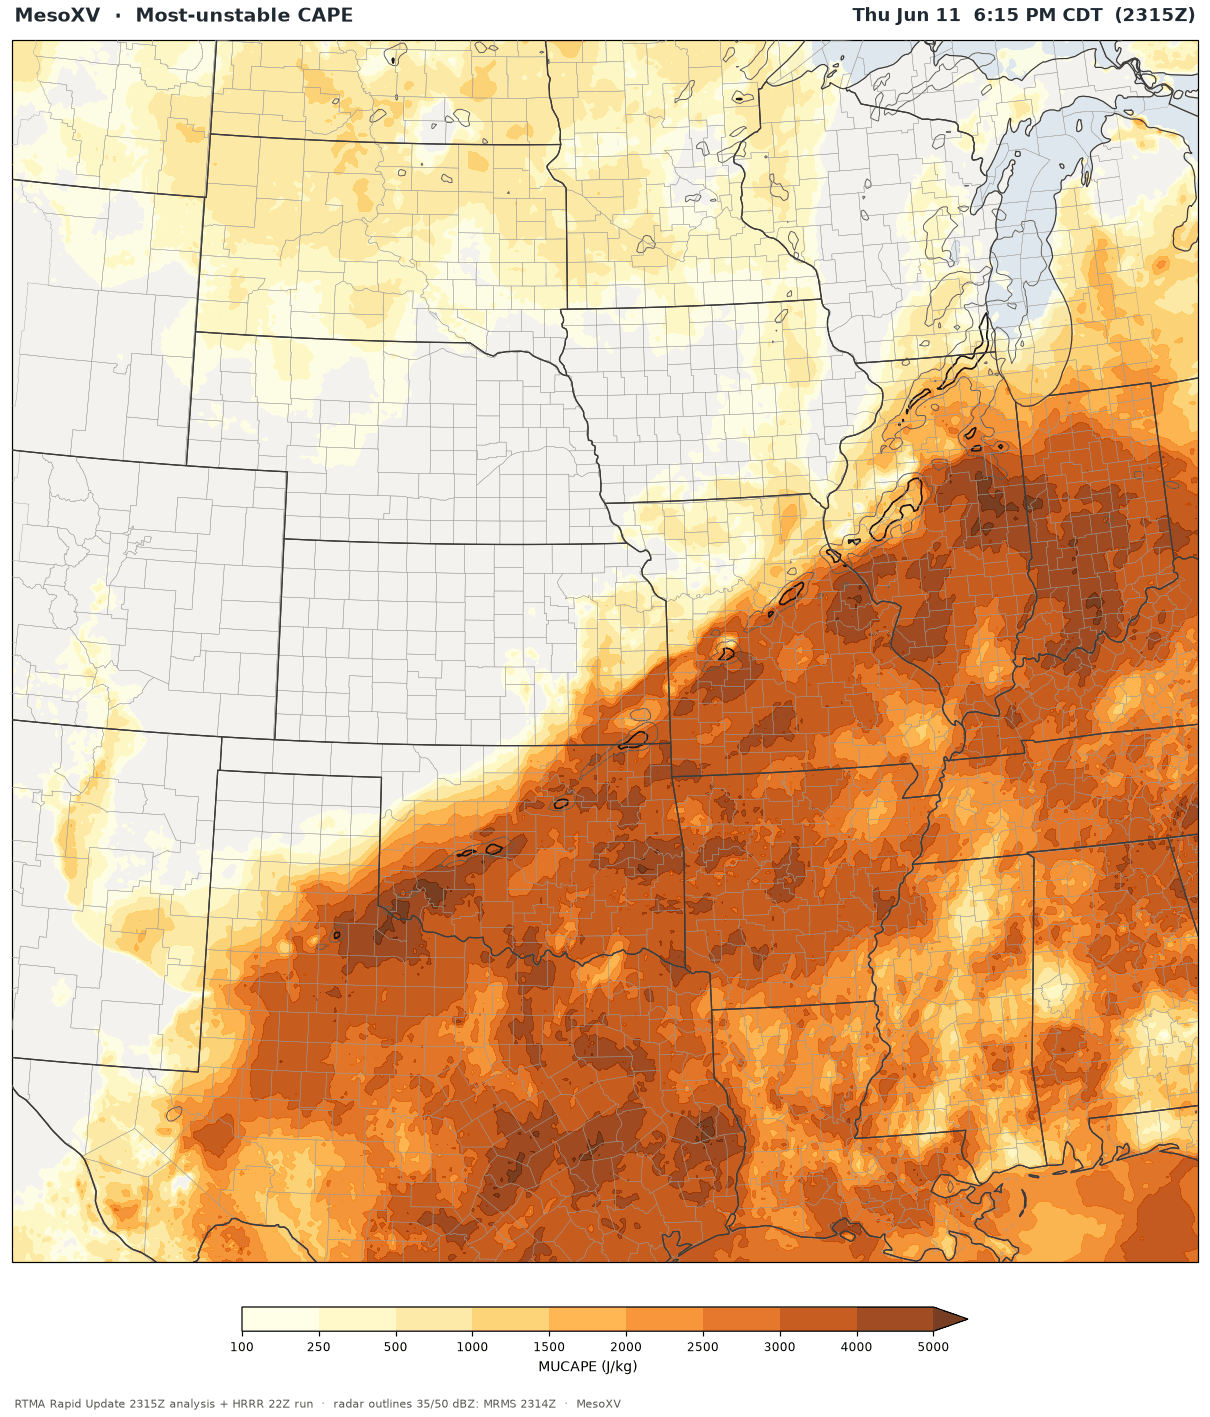 MesoXV · Most-unstable CAPE
Thu Jun 11 6:15 PM CDT (2315Z)
100 250 500 1000 1500 2000 2500 3000 4000 5000
MUCAPE (J/kg)
RTMA Rapid Update 2315Z analysis + HRRR 22Z run · radar outlines 35/50 dBZ: MRMS 2314Z · MesoXV